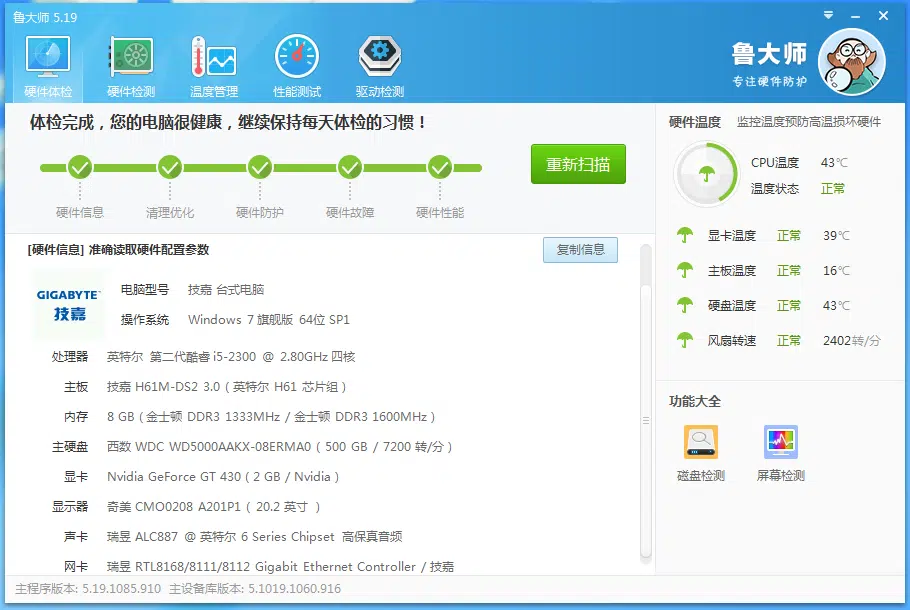 鲁大师 5.19
硬件体检 硬件检测 温度管理 性能测试 驱动检测
鲁大师
专注硬件防护
体检完成，您的电脑很健康，继续保持每天体检的习惯！
重新扫描
硬件信息 清理优化 硬件防护 硬件故障 硬件性能
[硬件信息] 准确读取硬件配置参数
复制信息
GIGABYTE™
技嘉
电脑型号 技嘉 台式电脑
操作系统 Windows 7 旗舰版 64位 SP1
处理器 英特尔 第二代酷睿 i5-2300 @ 2.80GHz 四核
主板 技嘉 H61M-DS2 3.0 ( 英特尔 H61 芯片组 )
内存 8 GB ( 金士顿 DDR3 1333MHz / 金士顿 DDR3 1600MHz )
主硬盘 西数 WDC WD5000AAKX-08ERMA0 ( 500 GB / 7200 转/分 )
显卡 Nvidia GeForce GT 430 ( 2 GB / Nvidia )
显示器 奇美 CMO0208 A201P1 ( 20.2 英寸 )
声卡 瑞昱 ALC887 @ 英特尔 6 Series Chipset 高保真音频
网卡 瑞昱 RTL8168/8111/8112 Gigabit Ethernet Controller / 技嘉
硬件温度 监控温度预防高温损坏硬件
CPU温度 43℃
温度状态 正常
显卡温度 正常 39℃
主板温度 正常 16℃
硬盘温度 正常 43℃
风扇转速 正常 2402转/分
功能大全
磁盘检测 屏幕检测
主程序版本: 5.19.1085.910 主设备库版本: 5.1019.1060.916